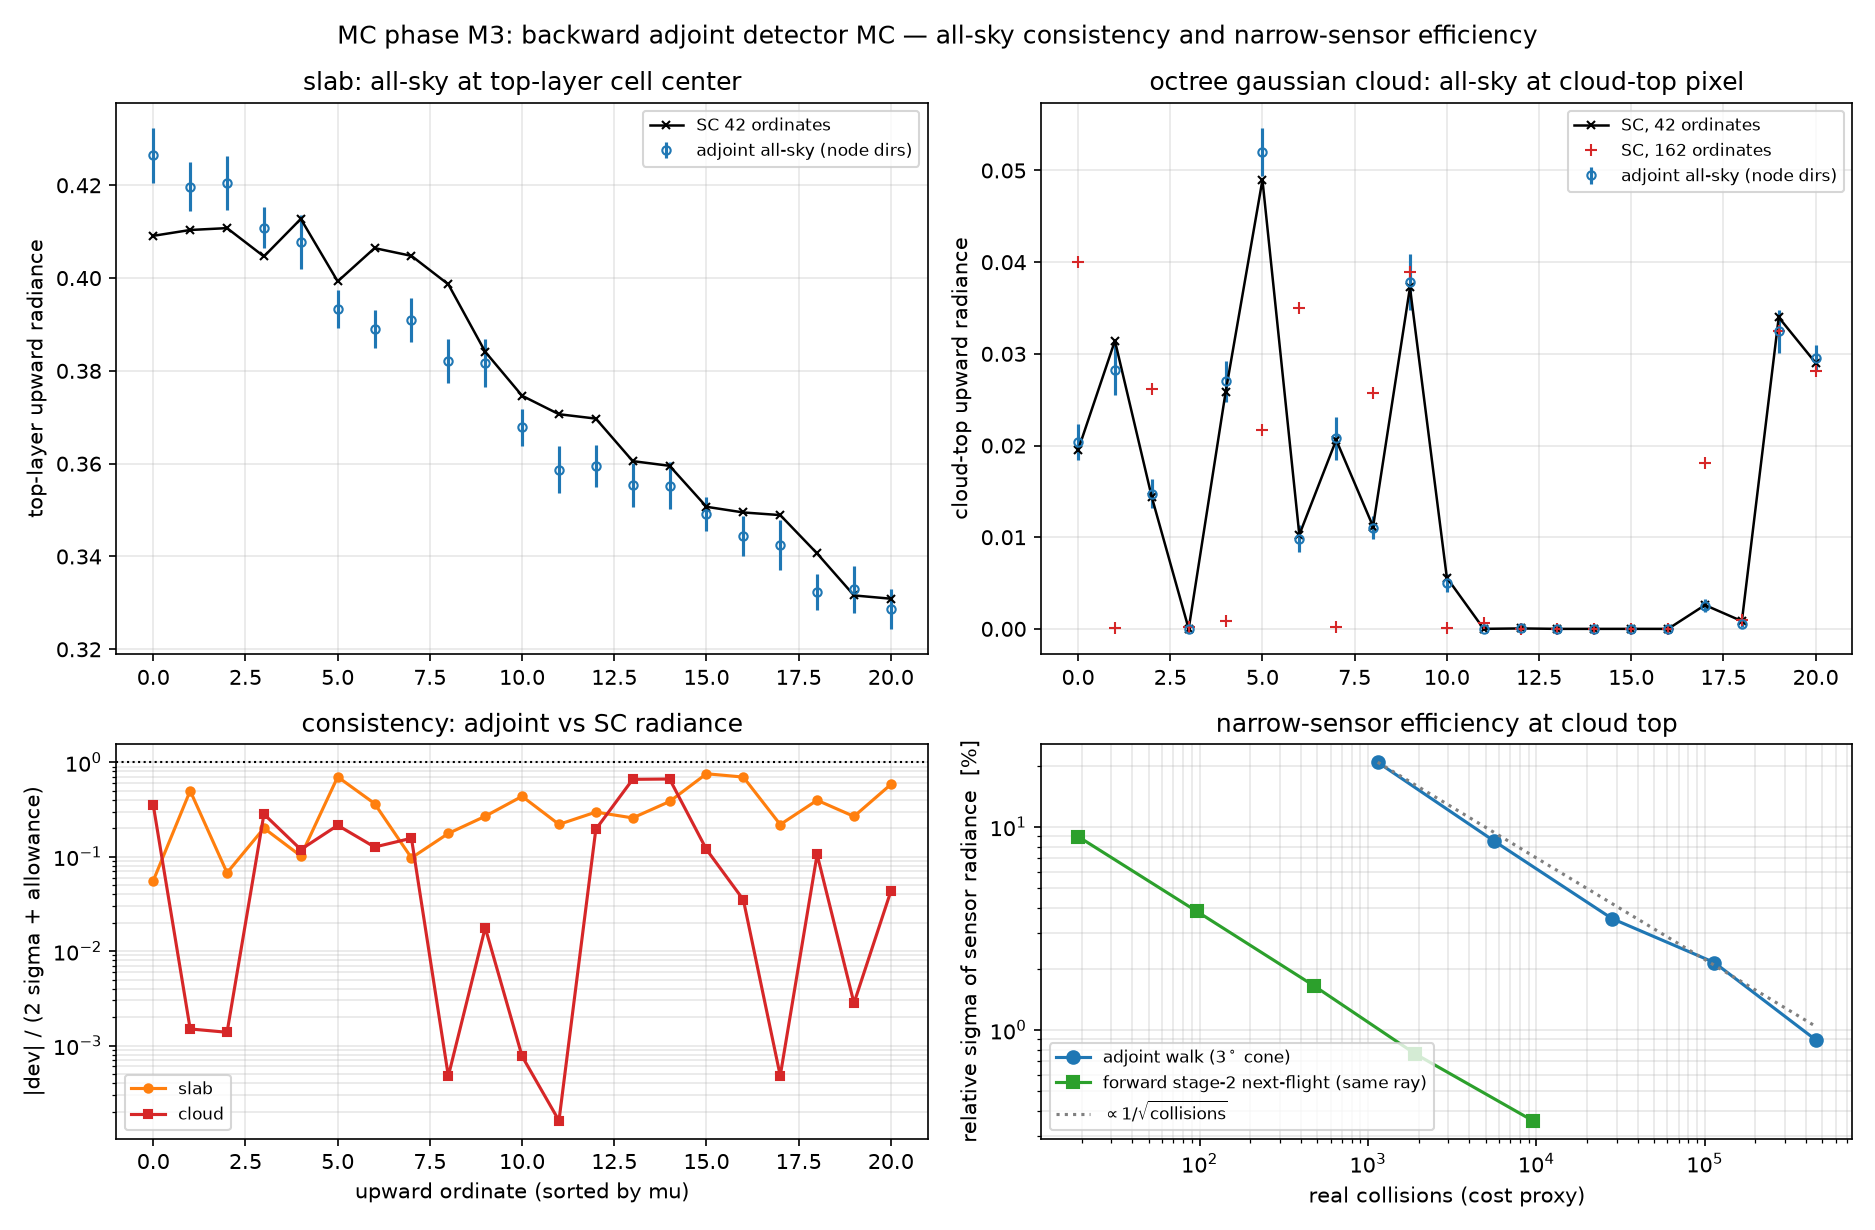 MC phase M3: backward adjoint detector MC — all-sky consistency and narrow-sensor efficiency
slab: all-sky at top-layer cell center
top-layer upward radiance
0.42
0.40
0.38
0.36
0.34
0.32
0.0 2.5 5.0 7.5 10.0 12.5 15.0 17.5 20.0
SC 42 ordinates
adjoint all-sky (node dirs)
octree gaussian cloud: all-sky at cloud-top pixel
cloud-top upward radiance
0.05
0.04
0.03
0.02
0.01
0.00
0.0 2.5 5.0 7.5 10.0 12.5 15.0 17.5 20.0
SC, 42 ordinates
SC, 162 ordinates
adjoint all-sky (node dirs)
consistency: adjoint vs SC radiance
|dev| / (2 sigma + allowance)
10⁰
10⁻¹
10⁻²
10⁻³
slab
cloud
0.0 2.5 5.0 7.5 10.0 12.5 15.0 17.5 20.0
upward ordinate (sorted by mu)
narrow-sensor efficiency at cloud top
relative sigma of sensor radiance [%]
10¹
10⁰
adjoint walk (3° cone)
forward stage-2 next-flight (same ray)
∝ 1/√collisions
10² 10³ 10⁴ 10⁵
real collisions (cost proxy)